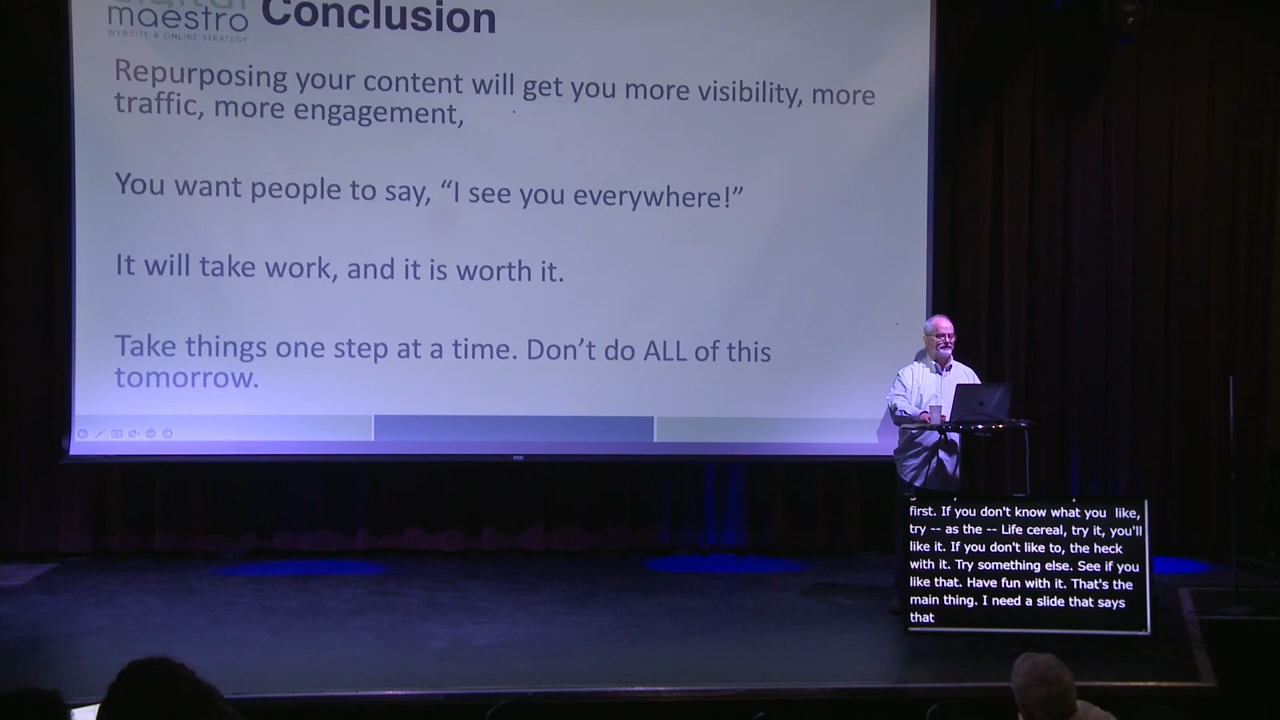 digital
maestro
WEBSITE & ONLINE STRATEGY
Conclusion
Repurposing your content will get you more visibility, more
traffic, more engagement,
You want people to say, “I see you everywhere!”
It will take work, and it is worth it.
Take things one step at a time. Don’t do ALL of this
tomorrow.
first. If you don't know what you like,
try -- as the -- Life cereal, try it, you'll
like it. If you don't like to, the heck
with it. Try something else. See if you
like that. Have fun with it. That's the
main thing. I need a slide that says
that